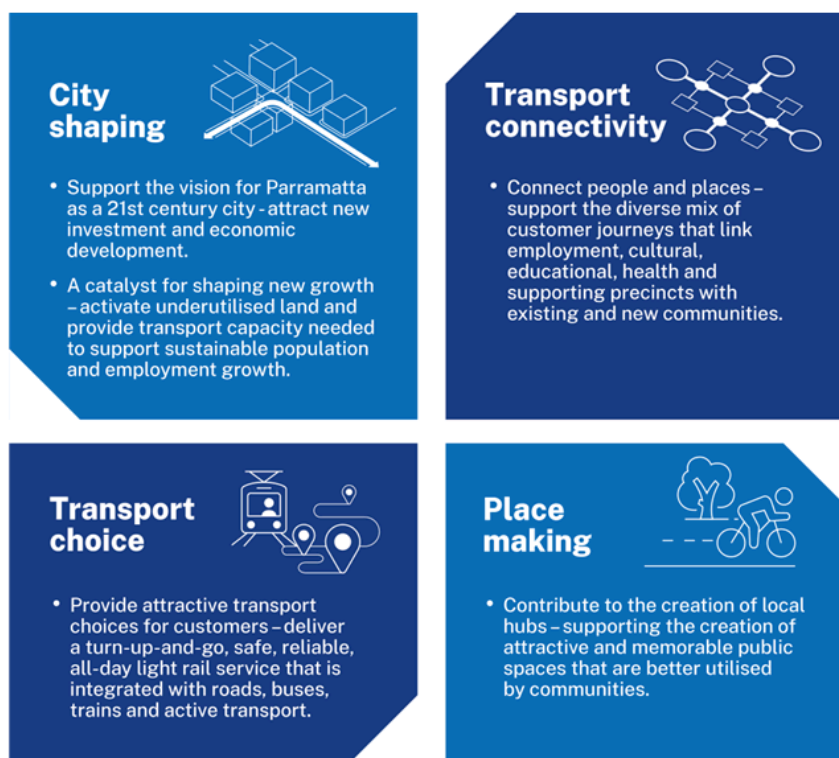 City
shaping
• Support the vision for Parramatta
as a 21st century city - attract new
investment and economic
development.
• A catalyst for shaping new growth
– activate underutilised land and
provide transport capacity needed
to support sustainable population
and employment growth.
Transport
connectivity
• Connect people and places –
support the diverse mix of
customer journeys that link
employment, cultural,
educational, health and
supporting precincts with
existing and new communities.
Transport
choice
• Provide attractive transport
choices for customers – deliver
a turn-up-and-go, safe, reliable,
all-day light rail service that is
integrated with roads, buses,
trains and active transport.
Place
making
• Contribute to the creation of local
hubs – supporting the creation of
attractive and memorable public
spaces that are better utilised
by communities.